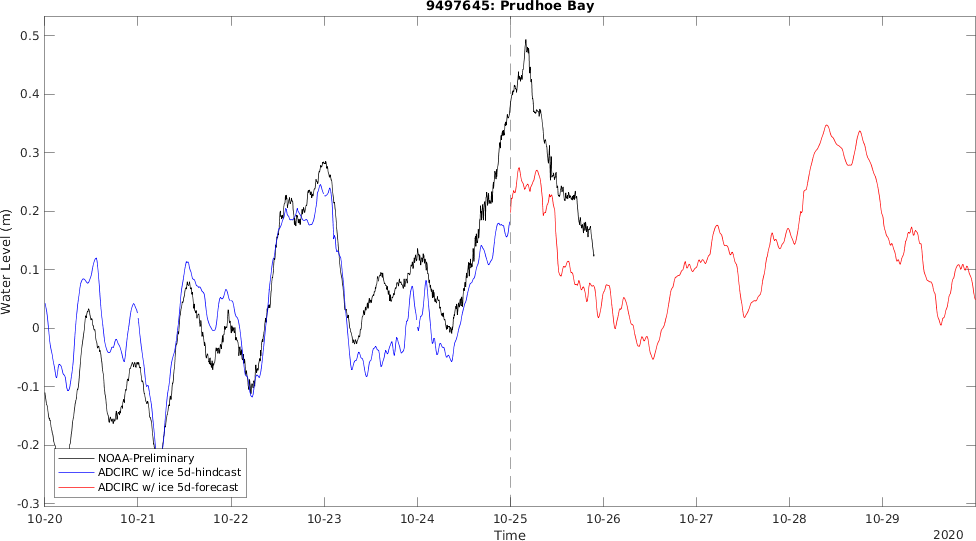 9497645: Prudhoe Bay
0.5
0.4
0.3
0.2
0.1
0
-0.1
-0.2
-0.3
Water Level (m)
NOAA-Preliminary
ADCIRC w/ ice 5d-hindcast
ADCIRC w/ ice 5d-forecast
10-20 10-21 10-22 10-23 10-24 10-25 10-26 10-27 10-28 10-29
Time
2020